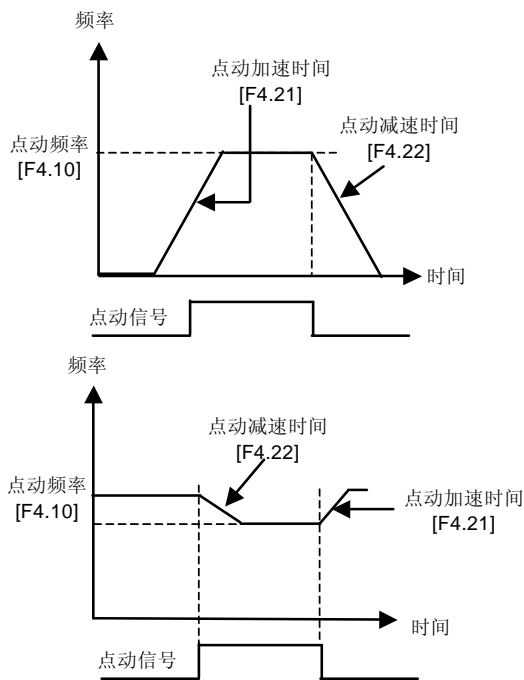 频率
点动加速时间
[F4.21]
点动减速时间
[F4.22]
点动频率
[F4.10]
时间
点动信号
频率
点动减速时间
[F4.22]
点动频率
[F4.10]
点动加速时间
[F4.21]
时间
点动信号